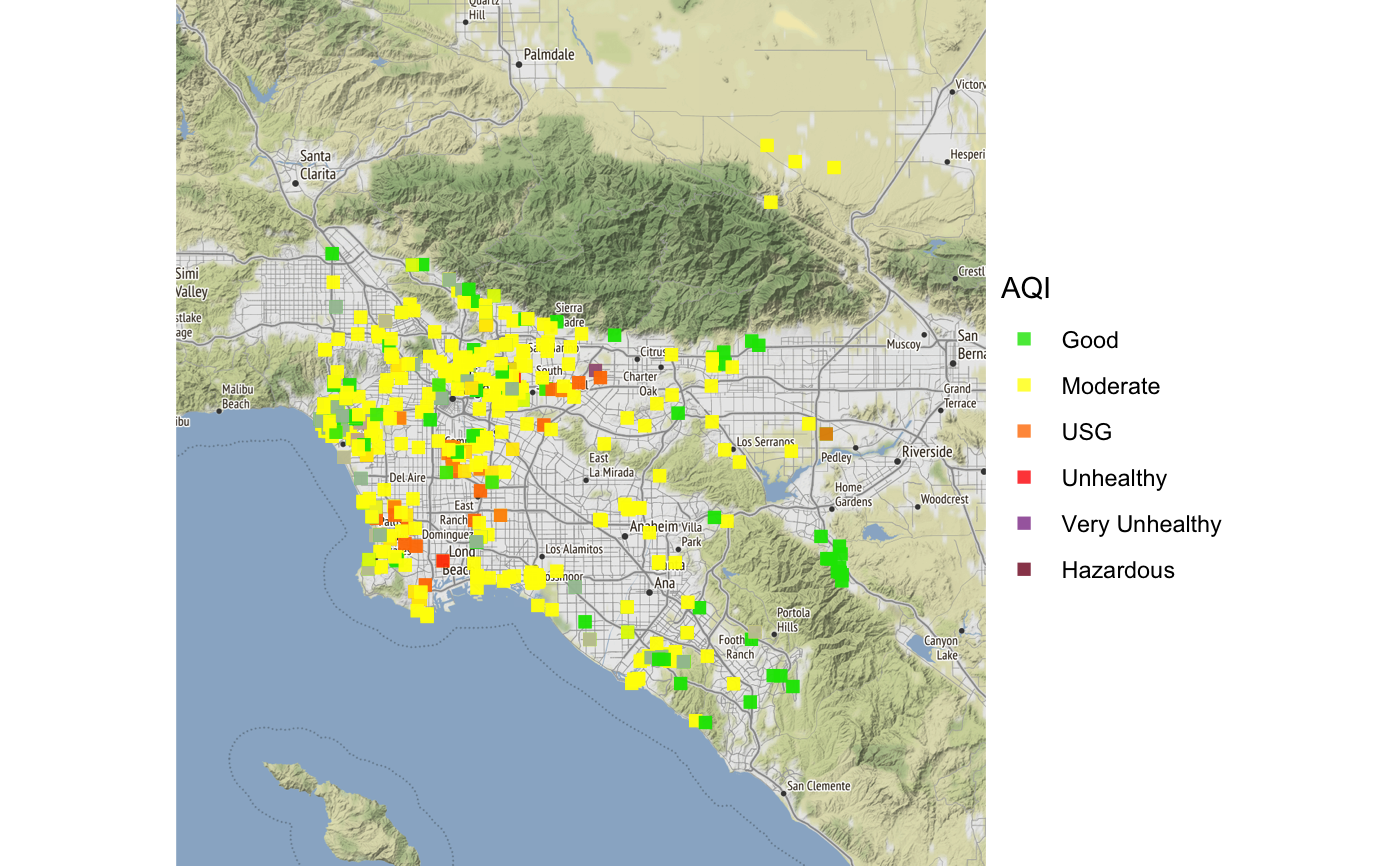 Quartz
Hill
Palmdale
Victorv
Hesperi
Santa
Clarita
Crestl
Simi
Valley
stlake
age
Sierra
adre
San
Berna
Muscoy
Citrus
South
Charter
Oak
Grand
Terrace
Malibu
Beach
ibu
Los Serranos
Pedley
Riverside
East
La Mirada
Del Aire
Home
Gardens
Woodcrest
East
Ranch
Dominguez
Anaheim
Villa
Park
Los Alamitos
Long
Beach
ossmoor
Ana
Portola
Hills
Footh
Ranch
Canyon
Lake
San Clemente
AQI
Good
Moderate
USG
Unhealthy
Very Unhealthy
Hazardous